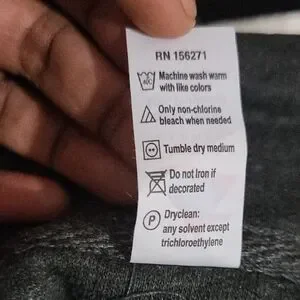 RN 156271
Machine wash warm
with like colors
Only non-chlorine
bleach when needed
Tumble dry medium
Do not Iron if
decorated
P
Dryclean:
any solvent except
trichloroethylene